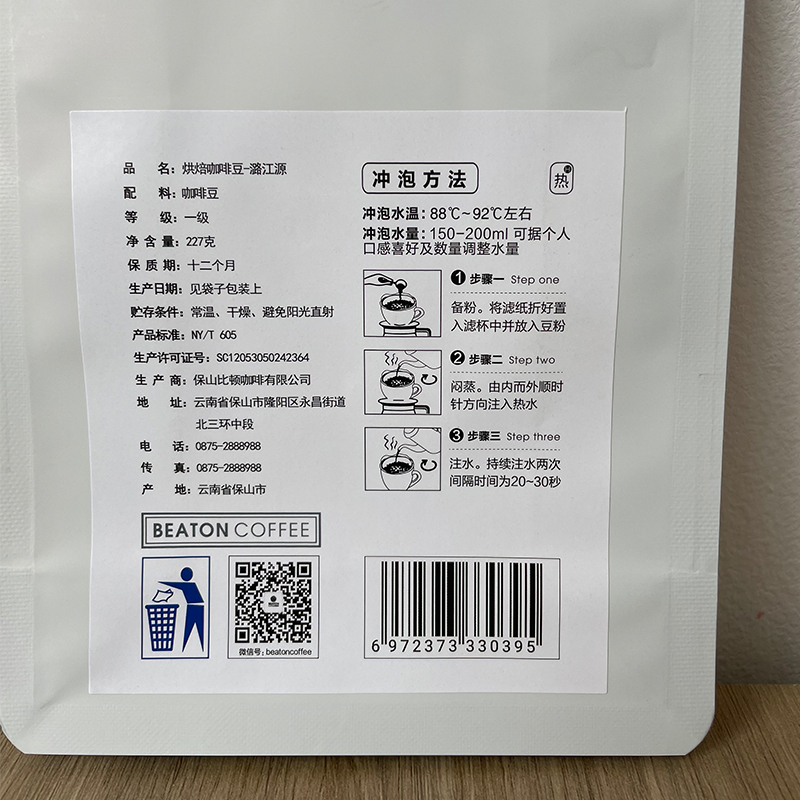 品 名：烘焙咖啡豆-潞江源
配 料：咖啡豆
等 级：一级
净 含 量：227克
保 质 期：十二个月
生产日期：见袋子包装上
贮存条件：常温、干燥、避免阳光直射
产品标准：NY/T 605
生产许可证号：SC12053050242364
生 产 商：保山比顿咖啡有限公司
地 址：云南省保山市隆阳区永昌街道
北三环中段
电 话：0875-2888988
传 真：0875-2888988
产 地：云南省保山市
BEATON COFFEE
微信号：beatoncoffee
冲泡方法
热
冲泡水温：88℃~92℃左右
冲泡水量：150-200ml 可据个人
口感喜好及数量调整水量
1 步骤一 Step one
备粉。将滤纸折好置
入滤杯中并放入豆粉
2 步骤二 Step two
闷蒸。由内而外顺时
针方向注入热水
3 步骤三 Step three
注水。持续注水两次
间隔时间为20~30秒
6 972373 330395